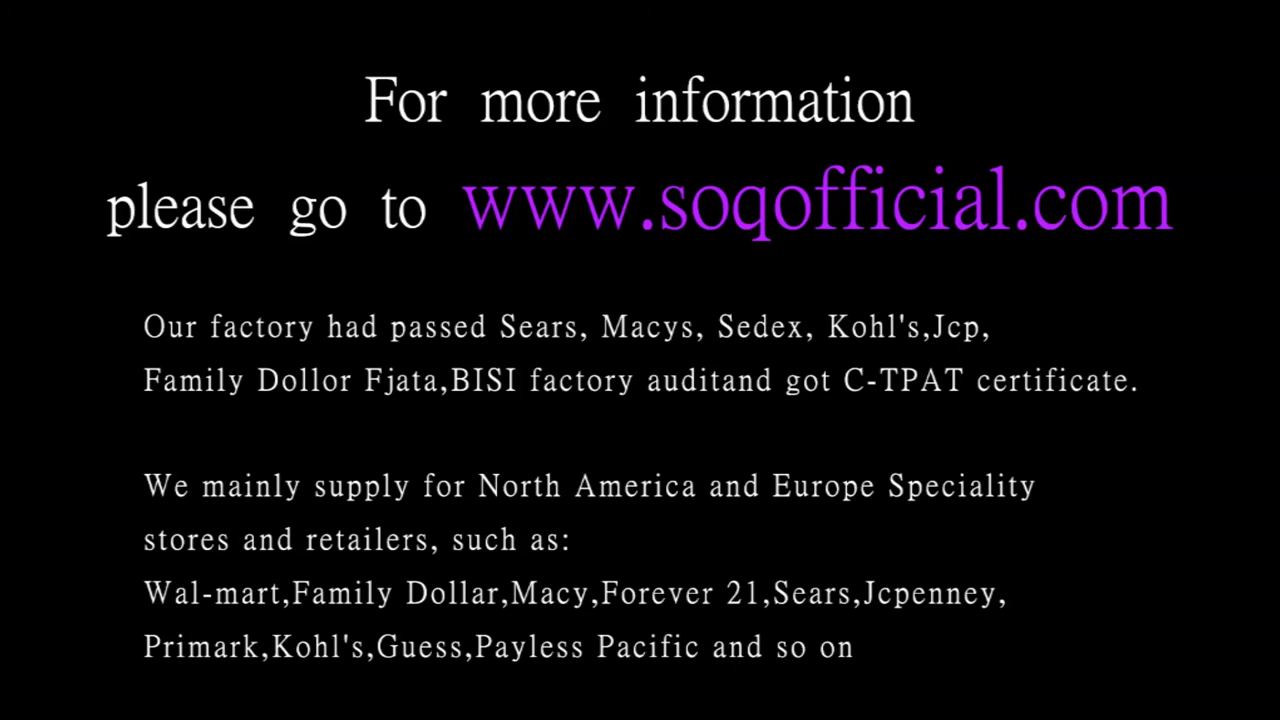 For more information
please go to www.soqofficial.com
Our factory had passed Sears, Macys, Sedex, Kohl's,Jcp,
Family Dollor Fjata,BISI factory auditand got C-TPAT certificate.
We mainly supply for North America and Europe Speciality
stores and retailers, such as:
Wal-mart,Family Dollar,Macy,Forever 21,Sears,Jcpenney,
Primark,Kohl's,Guess,Payless Pacific and so on